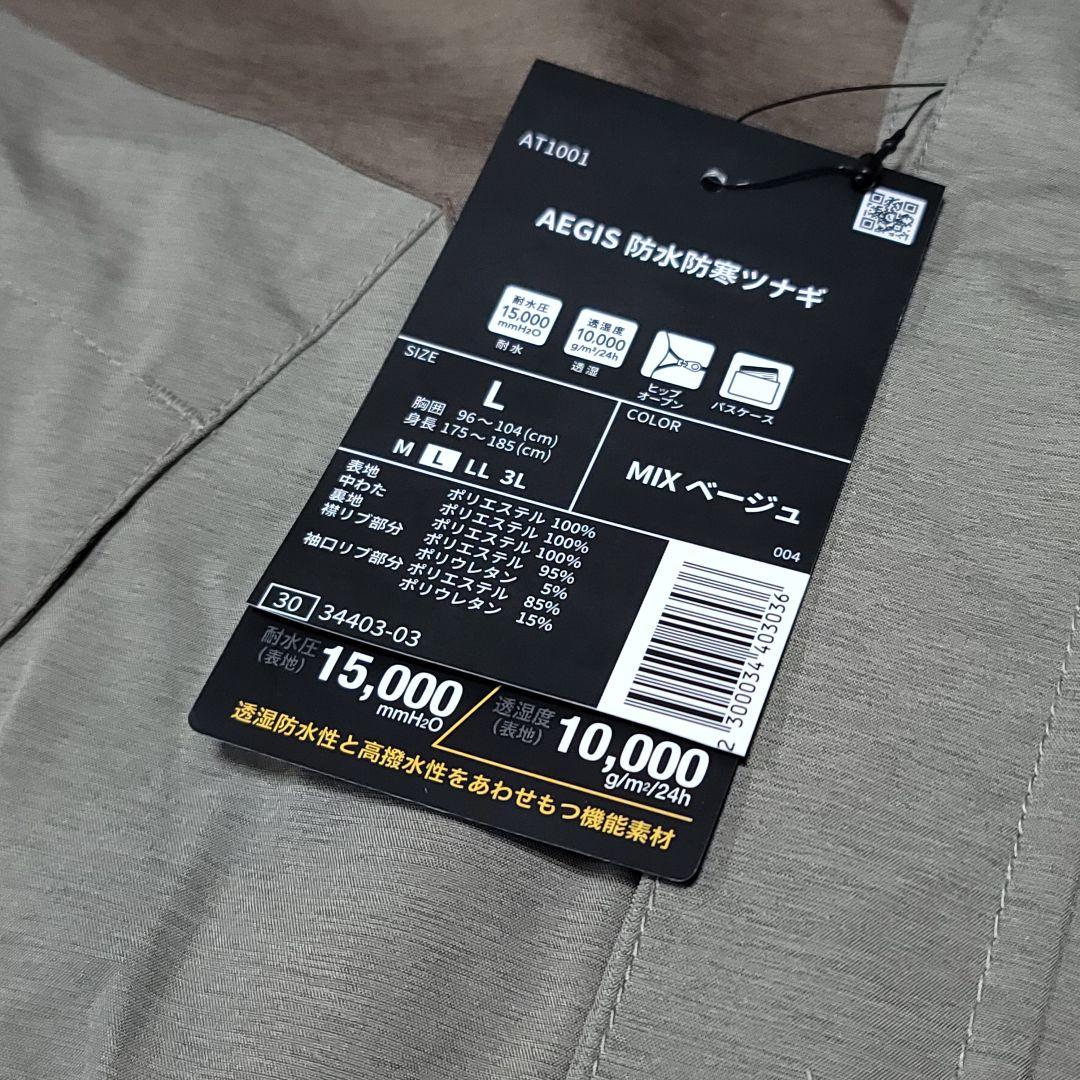 AT1001
AEGIS 防水防寒ツナギ
耐水圧
15,000
mmH2O
耐水
透湿度
10,000
g/m²/24h
透湿
ヒップ
オープン
パスケース
SIZE
L
胸囲 96～104(cm)
身長 175～185(cm)
M L LL 3L
COLOR
MIX ベージュ
004
表地 ポリエステル 100%
中わた ポリエステル 100%
裏地 ポリエステル 100%
襟リブ部分 ポリエステル 95%
ポリウレタン 5%
袖口リブ部分 ポリエステル 85%
ポリウレタン 15%
30 34403-03
2 300034 403036
耐水圧
(表地)
15,000
mmH2O
透湿度
(表地)
10,000
g/m²/24h
透湿防水性と高撥水性をあわせもつ機能素材